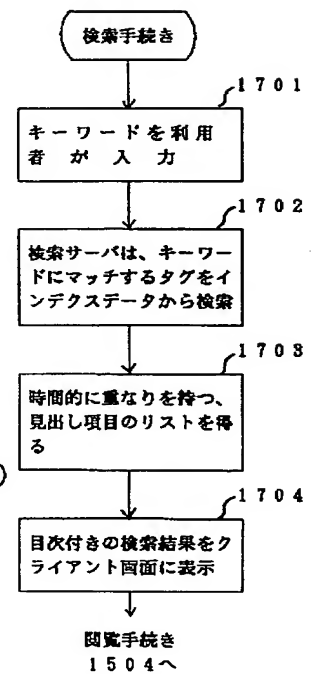 検索手続き
1701
キーワードを利用
者が入力
1702
検索サーバは、キーワー
ドにマッチするタグをイ
ンデクスデータから検索
1703
時間的に重なりを持つ、
見出し項目のリストを得
る
1704
目次付きの検索結果をク
ライアント画面に表示
閲覧手続き
1504へ